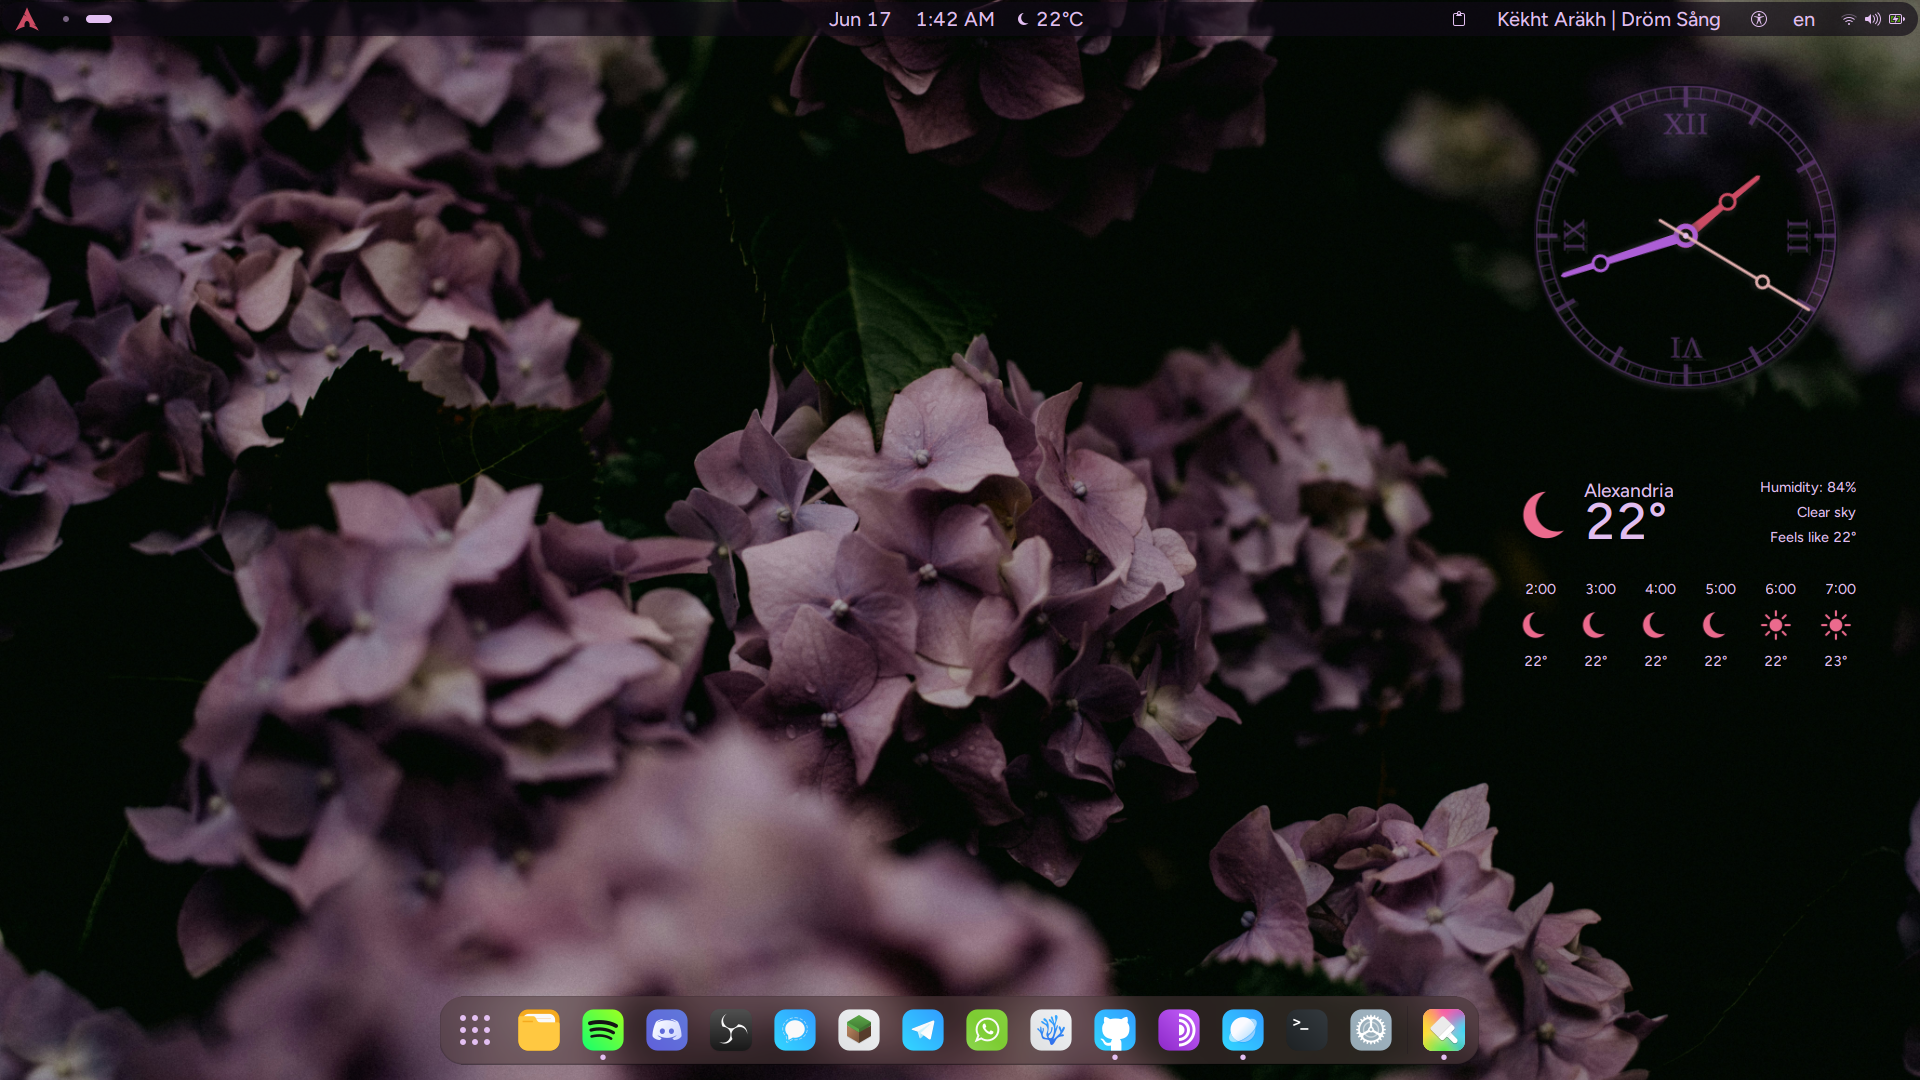 Jun 17 1:42 AM 22°C
Këkht Aräkh | Dröm Sång en
XII
IX III
VI
Alexandria
22°
Humidity: 84%
Clear sky
Feels like 22°
2:00 3:00 4:00 5:00 6:00 7:00
22° 22° 22° 22° 22° 23°
>_